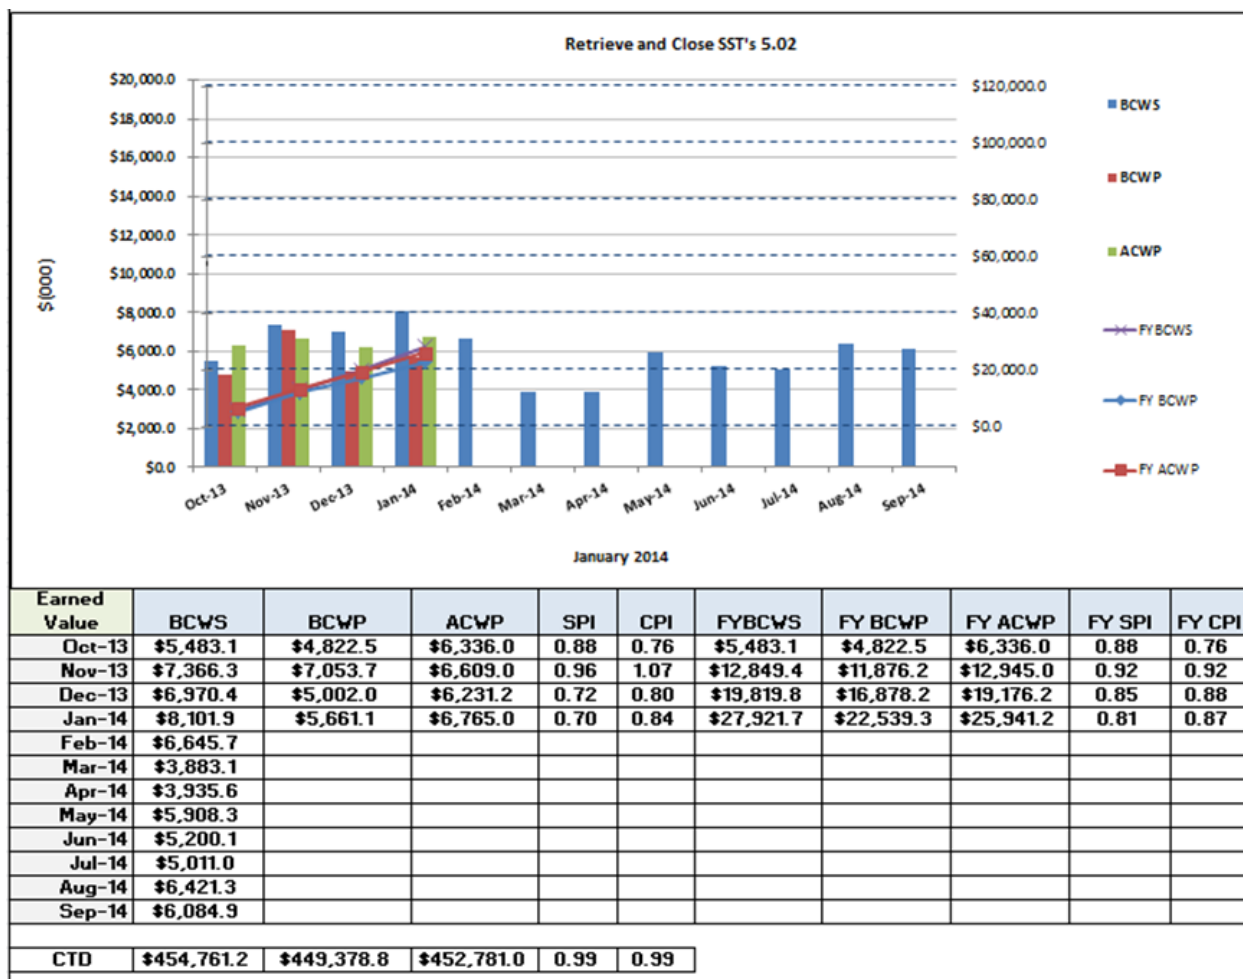 Retrieve and Close SST's 5.02
$20,000.0
$18,000.0
$16,000.0
$14,000.0
$12,000.0
$10,000.0
$8,000.0
$6,000.0
$4,000.0
$2,000.0
$0.0
$(000)
$120,000.0
$100,000.0
$80,000.0
$60,000.0
$40,000.0
$20,000.0
$0.0
BCWS
BCWP
ACWP
FYBCWS
FY BCWP
FY ACWP
Oct-13 Nov-13 Dec-13 Jan-14 Feb-14 Mar-14 Apr-14 May-14 Jun-14 Jul-14 Aug-14 Sep-14
January 2014
Earned Value BCWS BCWP ACWP SPI CPI FYBCWS FY BCWP FY ACWP FY SPI FY CPI
Oct-13 $5,483.1 $4,822.5 $6,336.0 0.88 0.76 $5,483.1 $4,822.5 $6,336.0 0.88 0.76
Nov-13 $7,366.3 $7,053.7 $6,609.0 0.96 1.07 $12,849.4 $11,876.2 $12,945.0 0.92 0.92
Dec-13 $6,970.4 $5,002.0 $6,231.2 0.72 0.80 $19,819.8 $16,878.2 $19,176.2 0.85 0.88
Jan-14 $8,101.9 $5,661.1 $6,765.0 0.70 0.84 $27,921.7 $22,539.3 $25,941.2 0.81 0.87
Feb-14 $6,645.7
Mar-14 $3,883.1
Apr-14 $3,935.6
May-14 $5,908.3
Jun-14 $5,200.1
Jul-14 $5,011.0
Aug-14 $6,421.3
Sep-14 $6,084.9
CTD $454,761.2 $449,378.8 $452,781.0 0.99 0.99